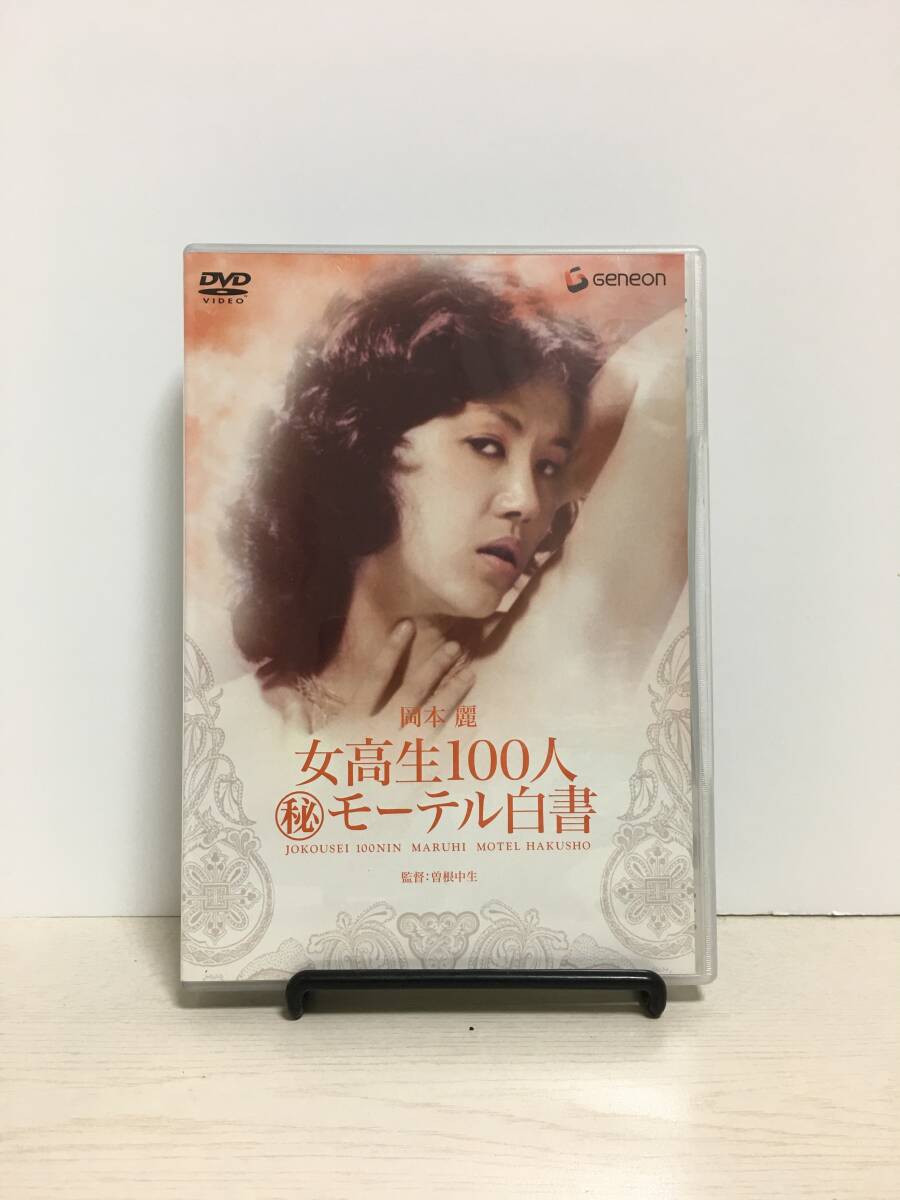 DVD
VIDEO
GENEON
岡本 麗
女高生100人
㊙モーテル白書
JOKOUSEI 100NIN MARUHI MOTEL HAKUSHO
監督：曽根中生